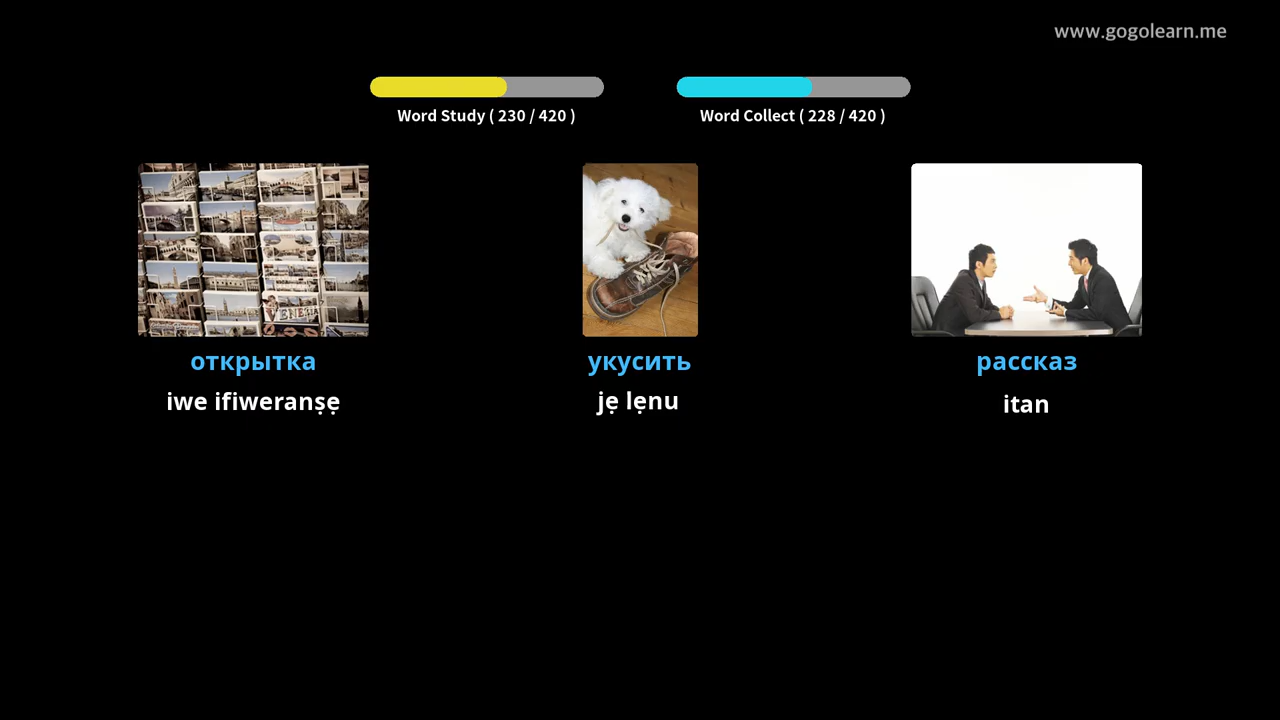 www.gogolearn.me
Word Study ( 230 / 420 )
Word Collect ( 228 / 420 )
открытка
укусить
рассказ
iwe ifiweranṣẹ
jẹ lẹnu
itan